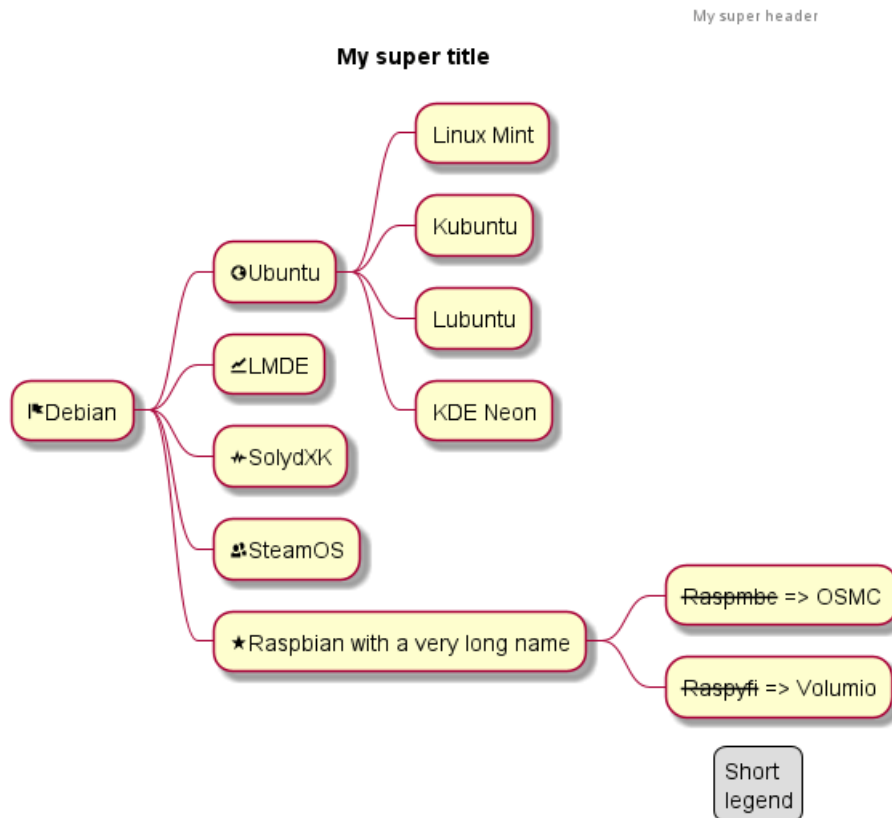 My super header
My super title
Linux Mint
Kubuntu
Ubuntu
Lubuntu
LMDE
Debian
KDE Neon
SolydXK
SteamOS
Raspmbc => OSMC
Raspbian with a very long name
Raspyfi => Volumio
Short
legend